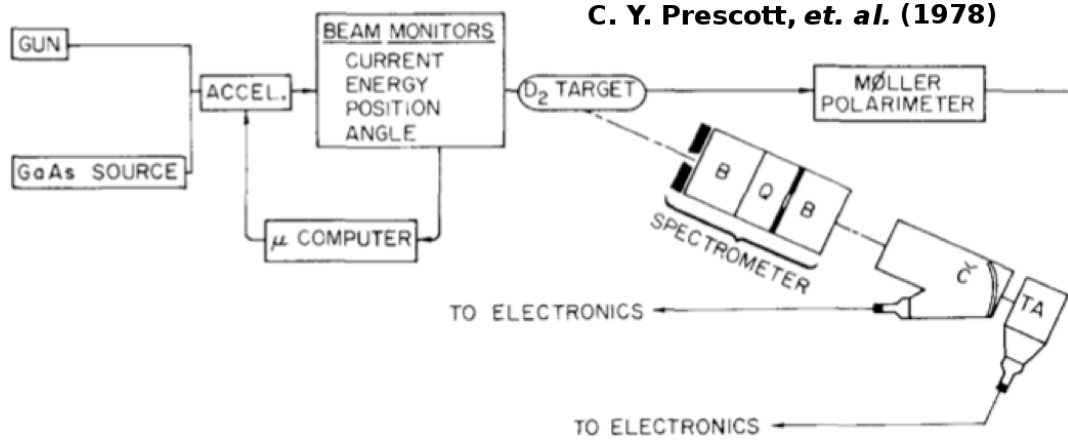 C. Y. Prescott, et. al. (1978)
GUN
GaAs SOURCE
ACCEL.
BEAM MONITORS
CURRENT
ENERGY
POSITION
ANGLE
μ COMPUTER
D2 TARGET
MØLLER
POLARIMETER
B
Q
B
SPECTROMETER
Č
TA
TO ELECTRONICS
TO ELECTRONICS